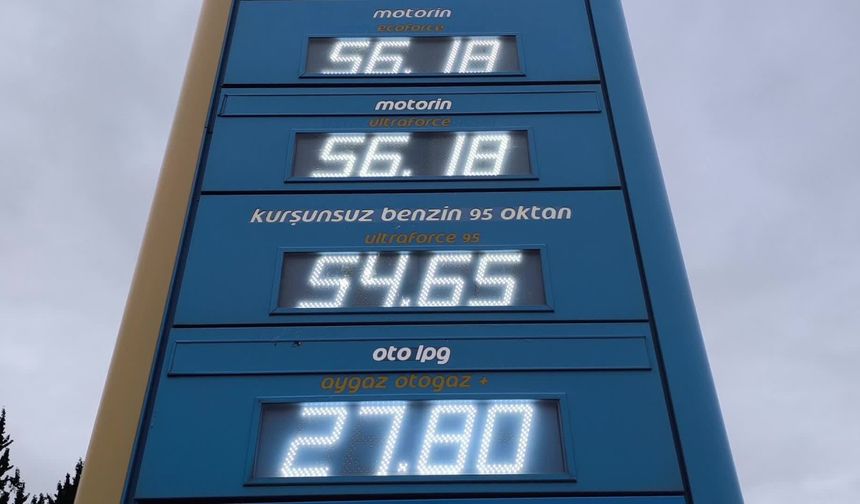 motorin
ecoforce
56.18
motorin
ultraforce
56.18
kurşunsuz benzin 95 oktan
ultraforce 95
54.65
oto lpg
aygaz otogaz +
27.80